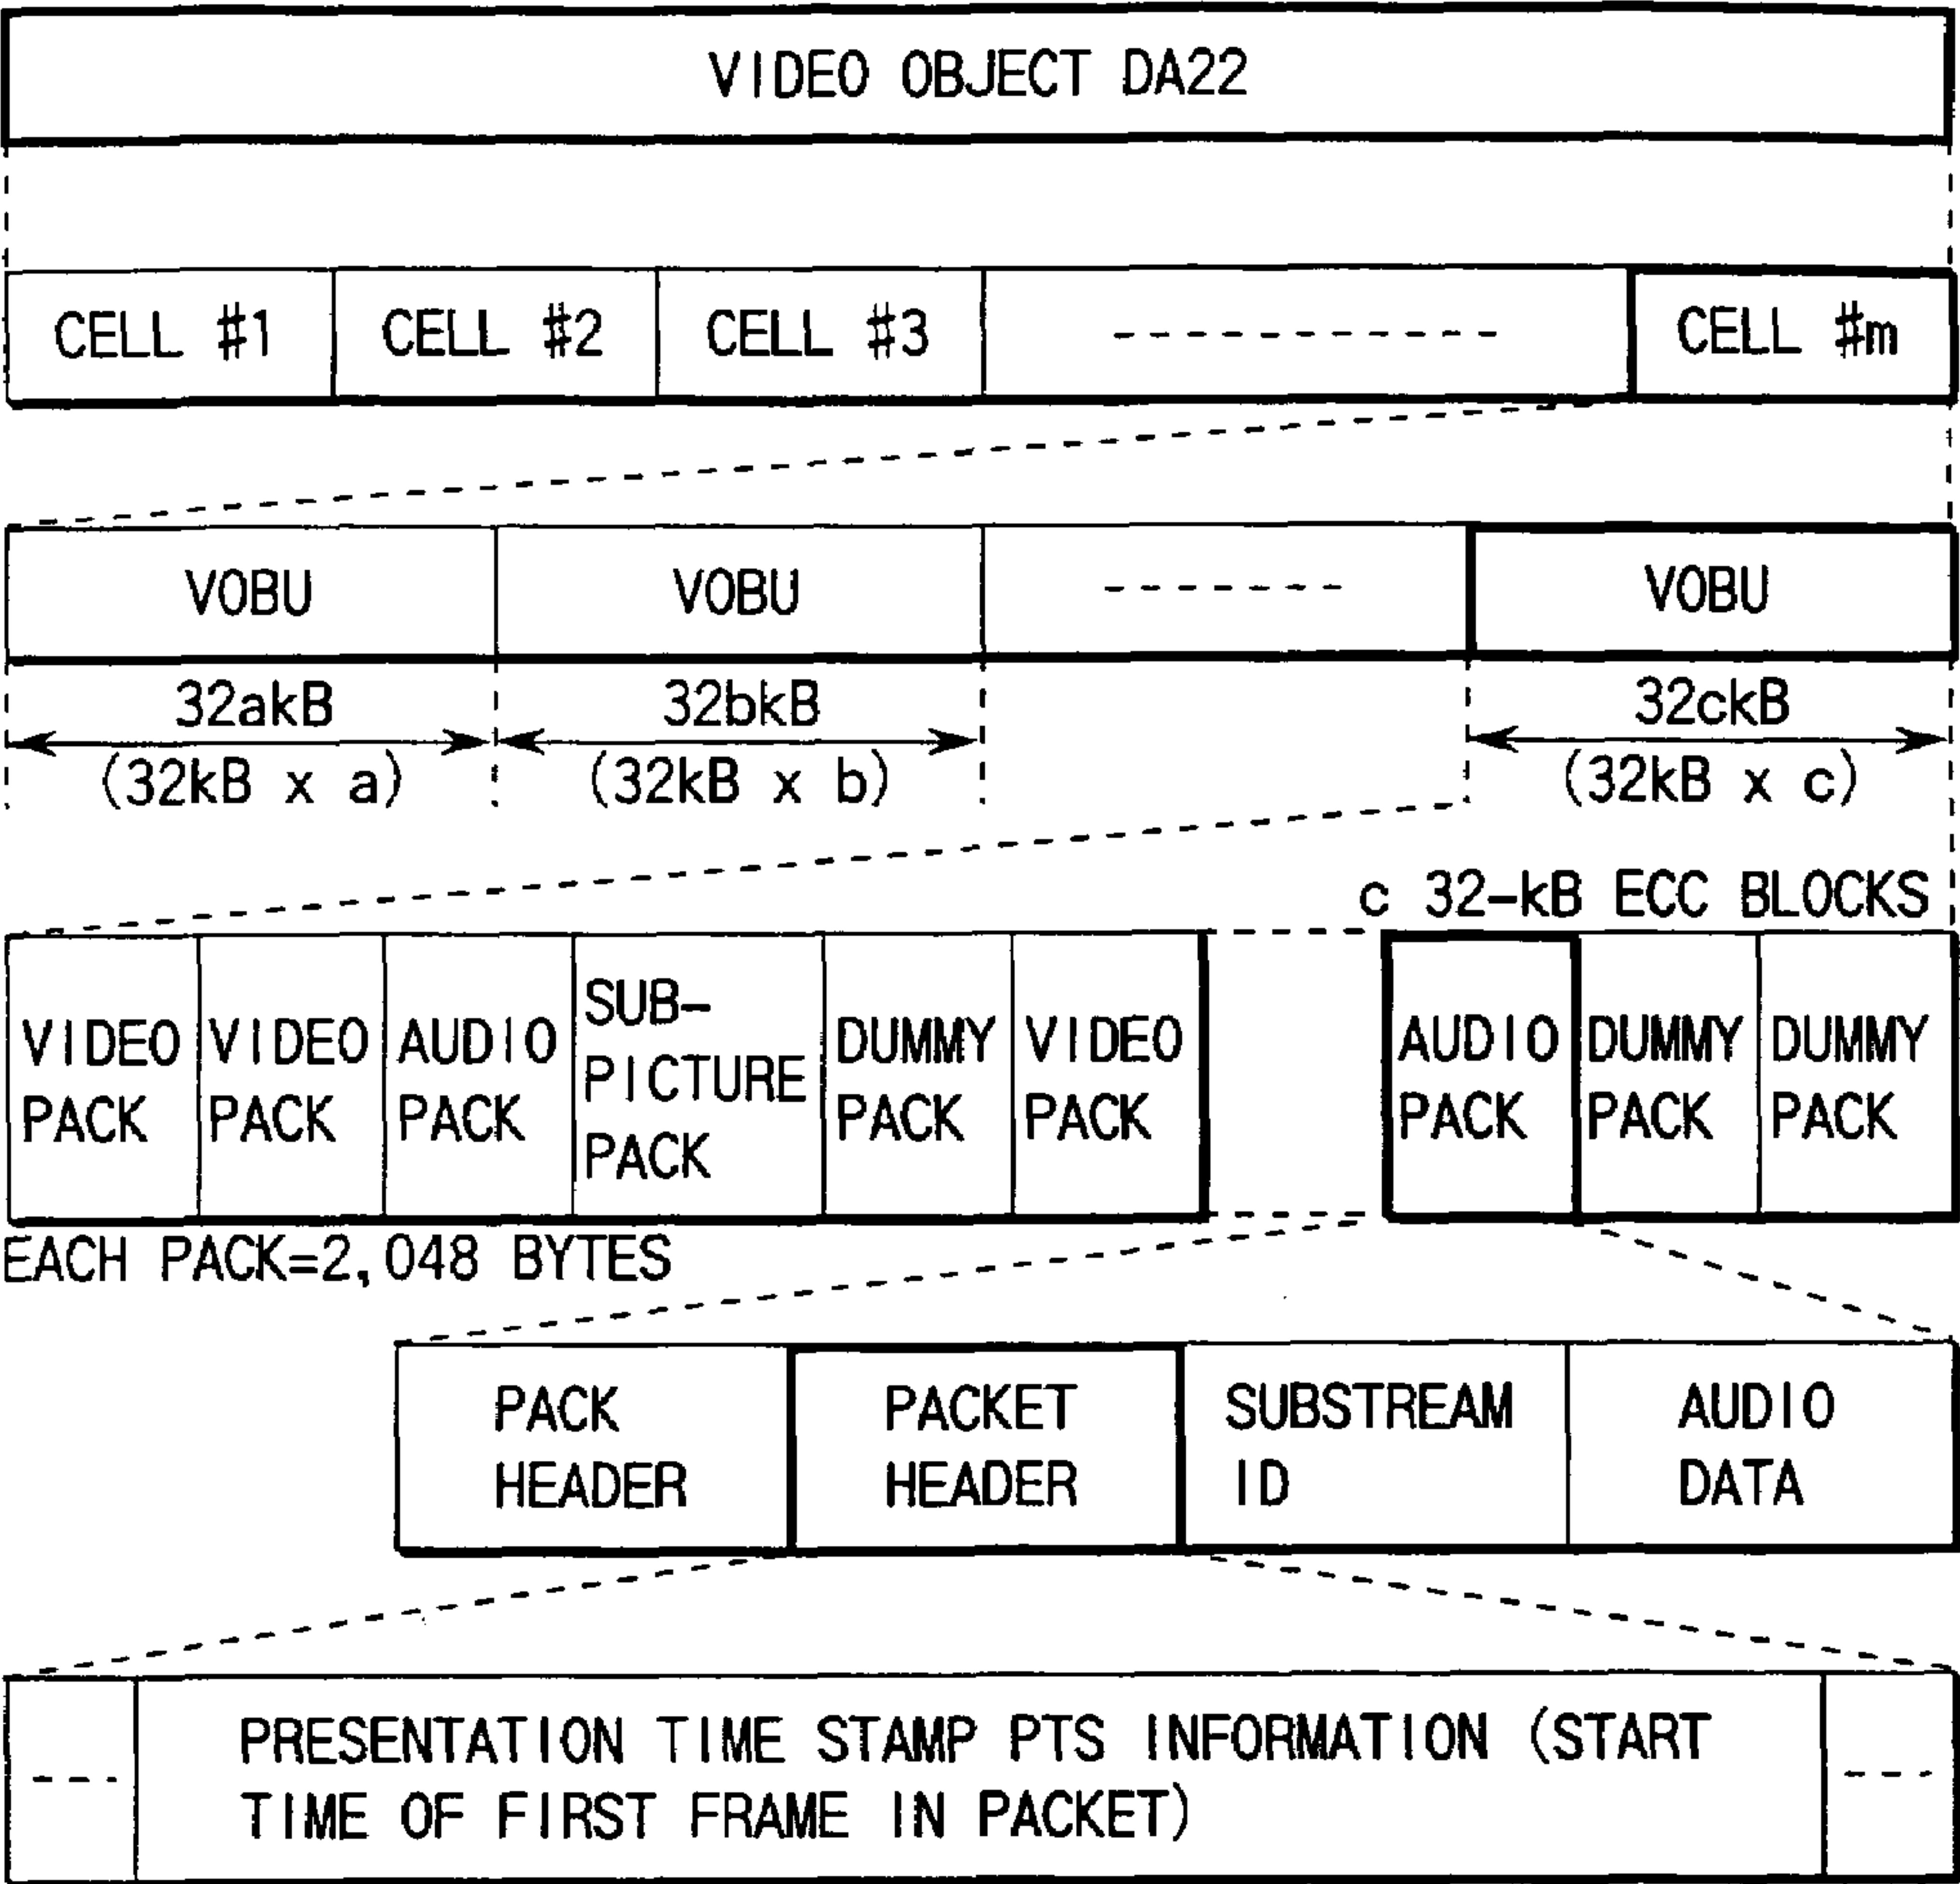 VIDEO OBJECT DA22
CELL #1 CELL #2 CELL #3 CELL #m
VOBU VOBU VOBU
32akB 32bkB 32ckB
(32kB x a) (32kB x b) (32kB x c)
c 32-kB ECC BLOCKS
VIDEO
PACK
VIDEO
PACK
AUDIO
PACK
SUB-
PICTURE
PACK
DUMMY
PACK
VIDEO
PACK
AUDIO
PACK
DUMMY
PACK
DUMMY
PACK
EACH PACK=2,048 BYTES
PACK
HEADER
PACKET
HEADER
SUBSTREAM
ID
AUDIO
DATA
PRESENTATION TIME STAMP PTS INFORMATION (START
TIME OF FIRST FRAME IN PACKET)